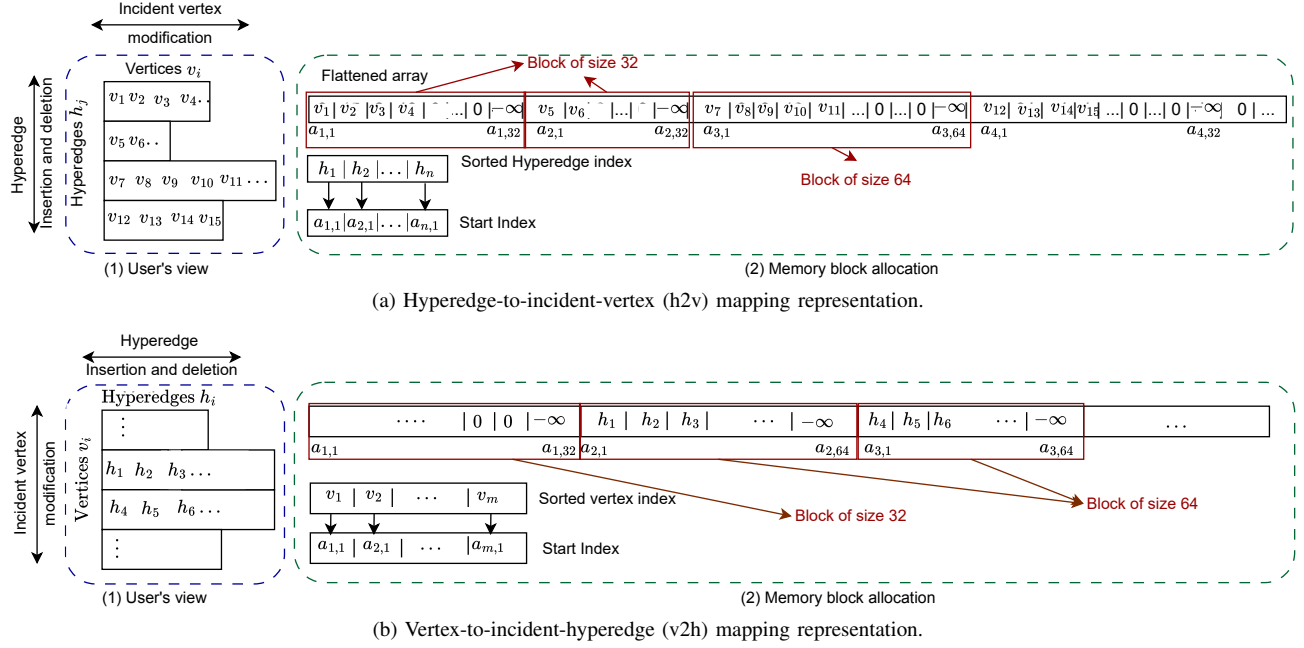 Incident vertex
modification
Hyperedge
Insertion and deletion
Hyperedges h_j
Vertices v_i
v_1 v_2 v_3 v_4 . .
v_5 v_6 . .
v_7 v_8 v_9 v_10 v_11 . . .
v_12 v_13 v_14 v_15
(1) User's view
Flattened array
Block of size 32
v_1 | v_2 | v_3 | v_4 | ... | 0 | −∞ v_5 | v_6 ... | −∞ v_7 | v_8 | v_9 | v_10 | v_11 | ... | 0 | ... | 0 | −∞ v_12 | v_13 | v_14 | v_15 | ... | 0 | ... | 0 | −∞ 0 | ...
a_1,1 a_1,32 a_2,1 a_2,32 a_3,1 a_3,64 a_4,1 a_4,32
h_1 | h_2 | . . . | h_n
Sorted Hyperedge index
Block of size 64
a_1,1 | a_2,1 | . . . | a_n,1
Start Index
(2) Memory block allocation
(a) Hyperedge-to-incident-vertex (h2v) mapping representation.
Hyperedge
Insertion and deletion
Incident vertex
modification
Vertices v_i
Hyperedges h_i
⋮
h_1 h_2 h_3 . . .
h_4 h_5 h_6 . . .
⋮
(1) User's view
. . . . | 0 | 0 | −∞ h_1 | h_2 | h_3 | . . . | −∞ h_4 | h_5 | h_6 . . . | −∞ . . .
a_1,1 a_1,32 a_2,1 a_2,64 a_3,1 a_3,64
v_1 | v_2 | . . . | v_m
Sorted vertex index
Block of size 32
Block of size 64
a_1,1 | a_2,1 | . . . | a_m,1
Start Index
(2) Memory block allocation
(b) Vertex-to-incident-hyperedge (v2h) mapping representation.